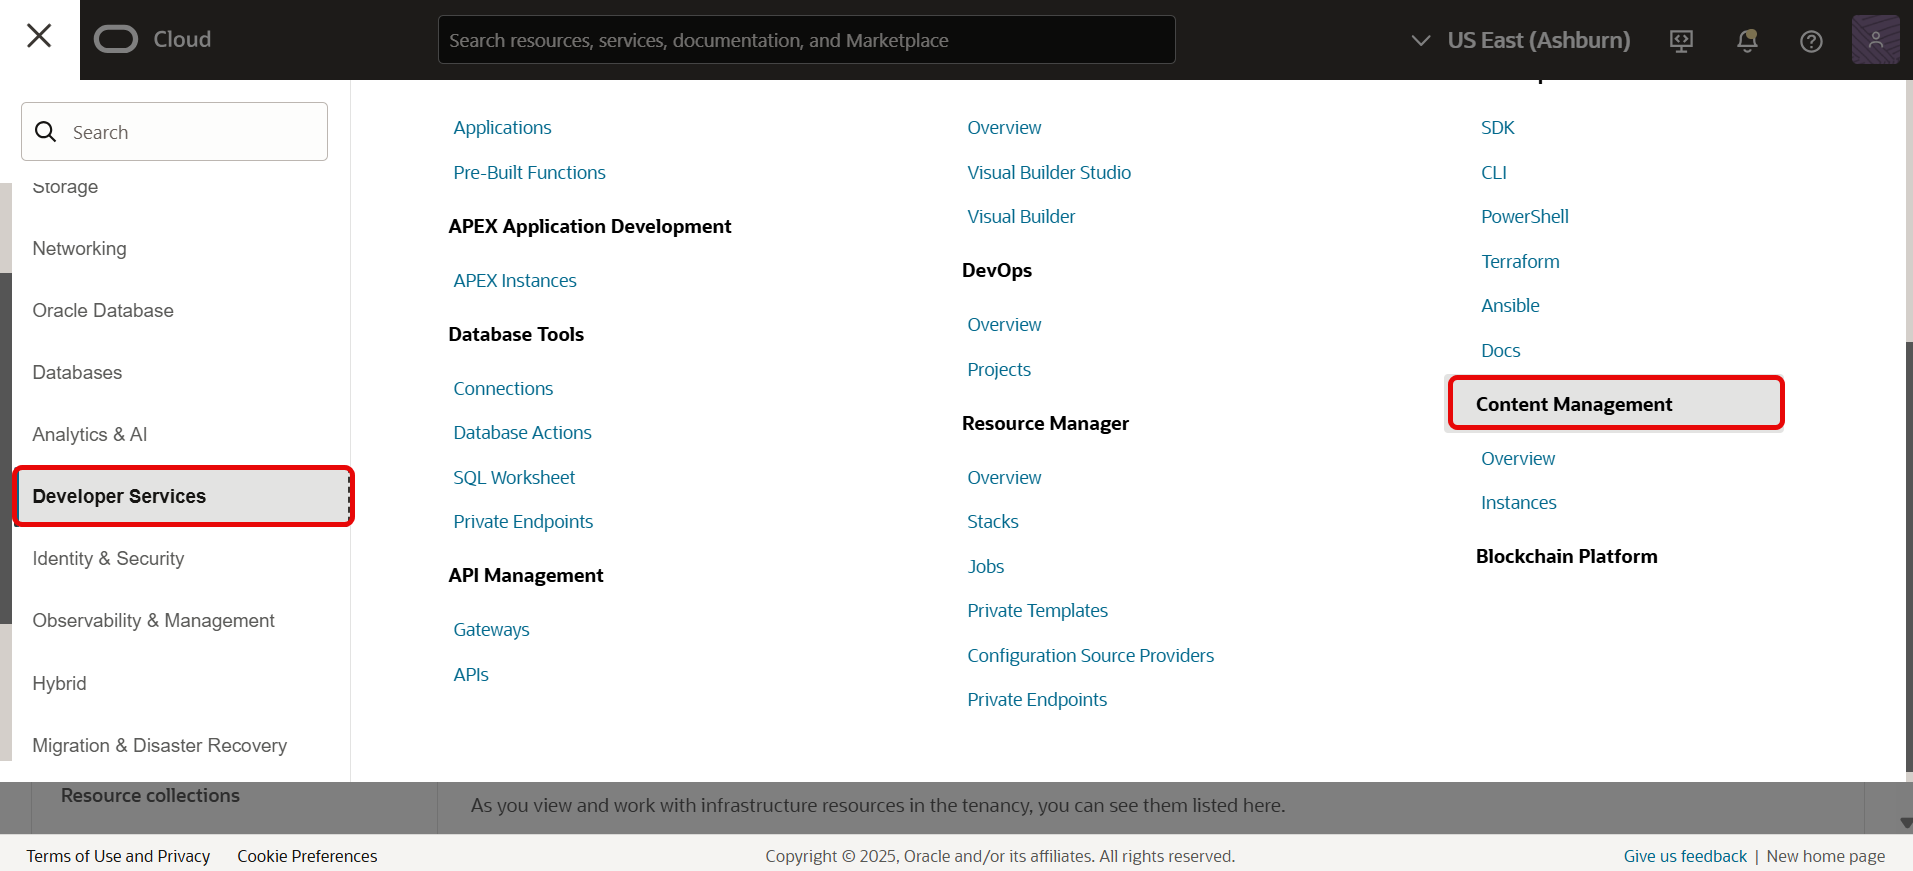 Cloud
Search resources, services, documentation, and Marketplace
US East (Ashburn)
Search
Storage
Networking
Oracle Database
Databases
Analytics & AI
Developer Services
Identity & Security
Observability & Management
Hybrid
Migration & Disaster Recovery
Applications
Pre-Built Functions
APEX Application Development
APEX Instances
Database Tools
Connections
Database Actions
SQL Worksheet
Private Endpoints
API Management
Gateways
APIs
Overview
Visual Builder Studio
Visual Builder
DevOps
Overview
Projects
Resource Manager
Overview
Stacks
Jobs
Private Templates
Configuration Source Providers
Private Endpoints
SDK
CLI
PowerShell
Terraform
Ansible
Docs
Content Management
Overview
Instances
Blockchain Platform
Resource collections
As you view and work with infrastructure resources in the tenancy, you can see them listed here.
Terms of Use and Privacy
Cookie Preferences
Copyright © 2025, Oracle and/or its affiliates. All rights reserved.
Give us feedback | New home page